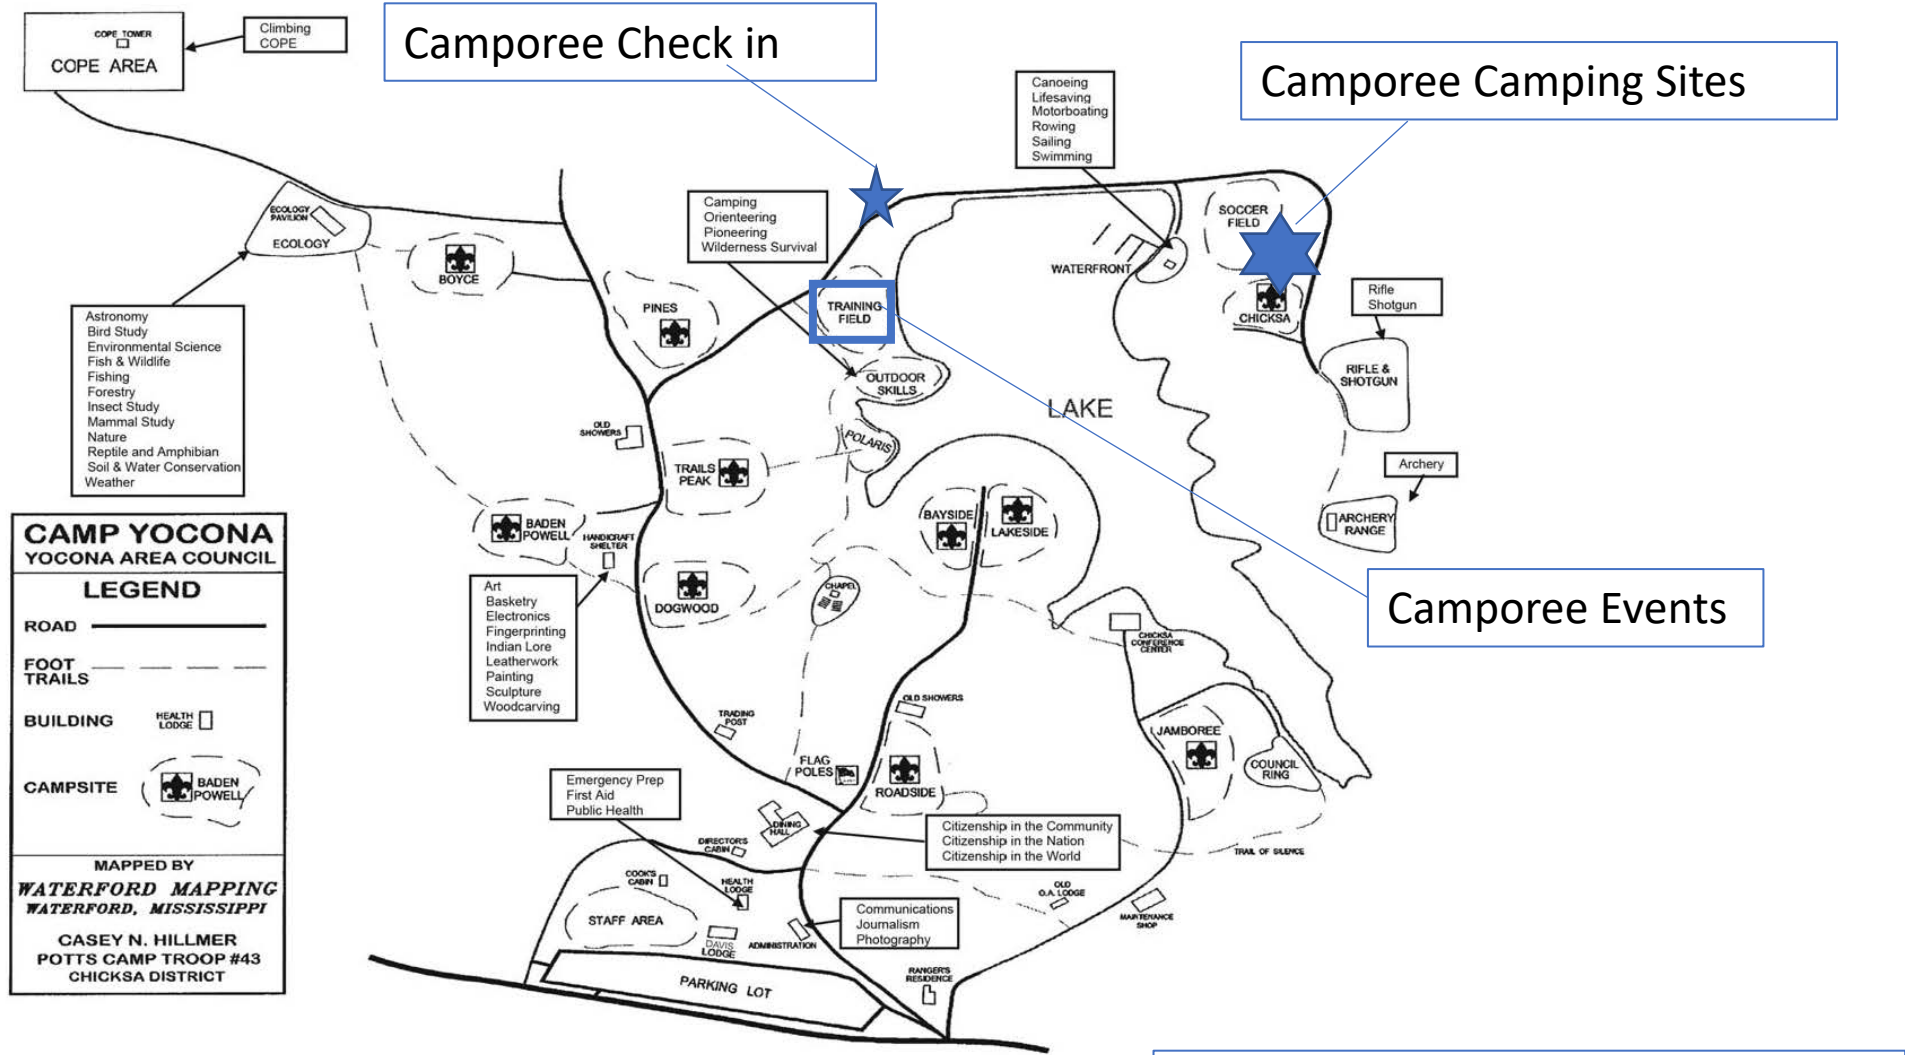 COPE TOWER
COPE AREA
Climbing
COPE
Camporee Check in
Camporee Camping Sites
Canoeing
Lifesaving
Motorboating
Rowing
Sailing
Swimming
Camping
Orienteering
Pioneering
Wilderness Survival
ECOLOGY
PAVILION
ECOLOGY
BOYCE
PINES
TRAINING
FIELD
OUTDOOR
SKILLS
WATERFRONT
SOCCER
FIELD
CHICKSA
Rifle
Shotgun
RIFLE &
SHOTGUN
Astronomy
Bird Study
Environmental Science
Fish & Wildlife
Fishing
Forestry
Insect Study
Mammal Study
Nature
Reptile and Amphibian
Soil & Water Conservation
Weather
OLD
SHOWERS
TRAILS
PEAK
POLARIS
LAKE
Archery
ARCHERY
RANGE
BADEN
POWELL
HANDICRAFT
SHELTER
BAYSIDE
LAKESIDE
Art
Basketry
Electronics
Fingerprinting
Indian Lore
Leatherwork
Painting
Sculpture
Woodcarving
DOGWOOD
CHAPEL
Camporee Events
CHICKSA
CONFERENCE
CENTER
CAMP YOCONA
YOCONA AREA COUNCIL
LEGEND
ROAD
FOOT
TRAILS
BUILDING
HEALTH
LODGE
CAMPSITE
BADEN
POWELL
MAPPED BY
WATERFORD MAPPING
WATERFORD, MISSISSIPPI
CASEY N. HILLMER
POTTS CAMP TROOP #43
CHICKSA DISTRICT
TRADING
POST
OLD SHOWERS
FLAG
POLES
ROADSIDE
JAMBOREE
COUNCIL
RING
Emergency Prep
First Aid
Public Health
DINING
HALL
DIRECTOR'S
CABIN
Citizenship in the Community
Citizenship in the Nation
Citizenship in the World
TRAIL OF SILENCE
COOK'S
CABIN
HEALTH
LODGE
OLD
O.A. LODGE
STAFF AREA
DAVIS
LODGE
ADMINISTRATION
Communications
Journalism
Photography
MAINTENANCE
SHOP
PARKING LOT
RANGER'S
RESIDENCE